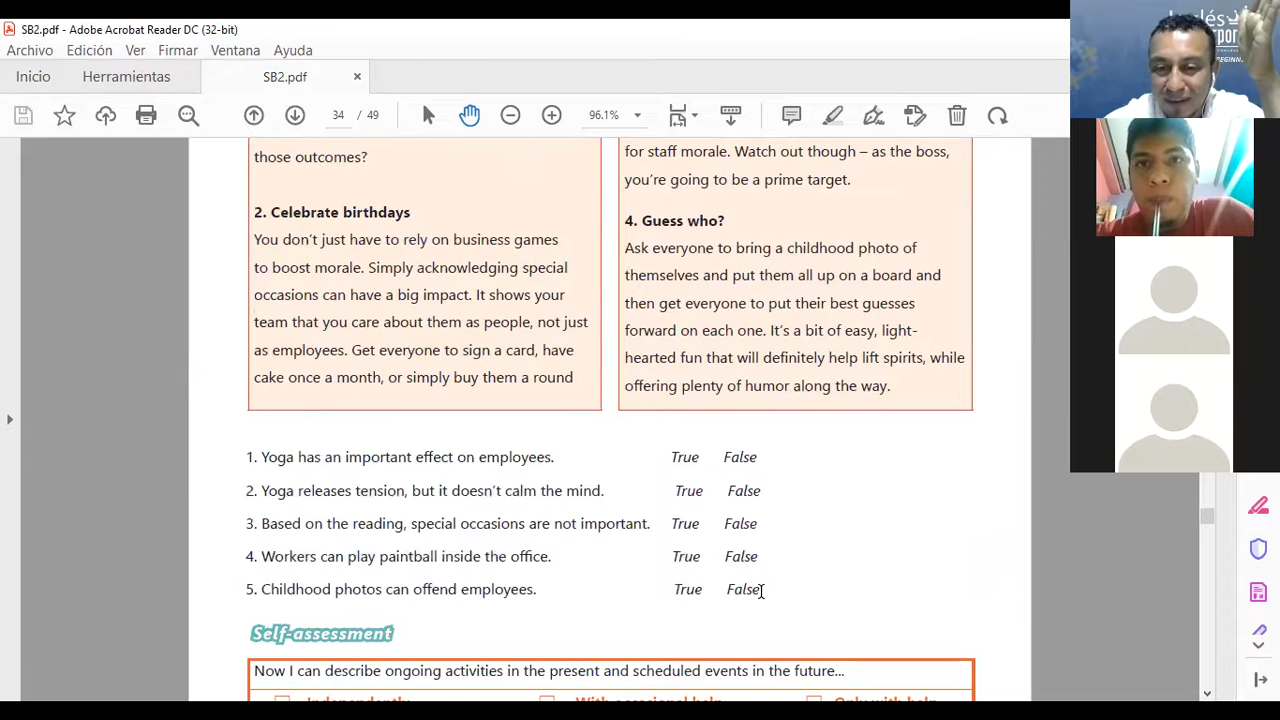 SB2.pdf - Adobe Acrobat Reader DC (32-bit)
Archivo Edición Ver Firmar Ventana Ayuda
Inicio Herramientas SB2.pdf
34 / 49 96.1%
those outcomes?
2. Celebrate birthdays
You don't just have to rely on business games
to boost morale. Simply acknowledging special
occasions can have a big impact. It shows your
team that you care about them as people, not just
as employees. Get everyone to sign a card, have
cake once a month, or simply buy them a round
for staff morale. Watch out though – as the boss,
you're going to be a prime target.
4. Guess who?
Ask everyone to bring a childhood photo of
themselves and put them all up on a board and
then get everyone to put their best guesses
forward on each one. It's a bit of easy, light-
hearted fun that will definitely help lift spirits, while
offering plenty of humor along the way.
1. Yoga has an important effect on employees. True False
2. Yoga releases tension, but it doesn't calm the mind. True False
3. Based on the reading, special occasions are not important. True False
4. Workers can play paintball inside the office. True False
5. Childhood photos can offend employees. True False
Self-assessment
Now I can describe ongoing activities in the present and scheduled events in the future...
Independently With occasional help Only with help